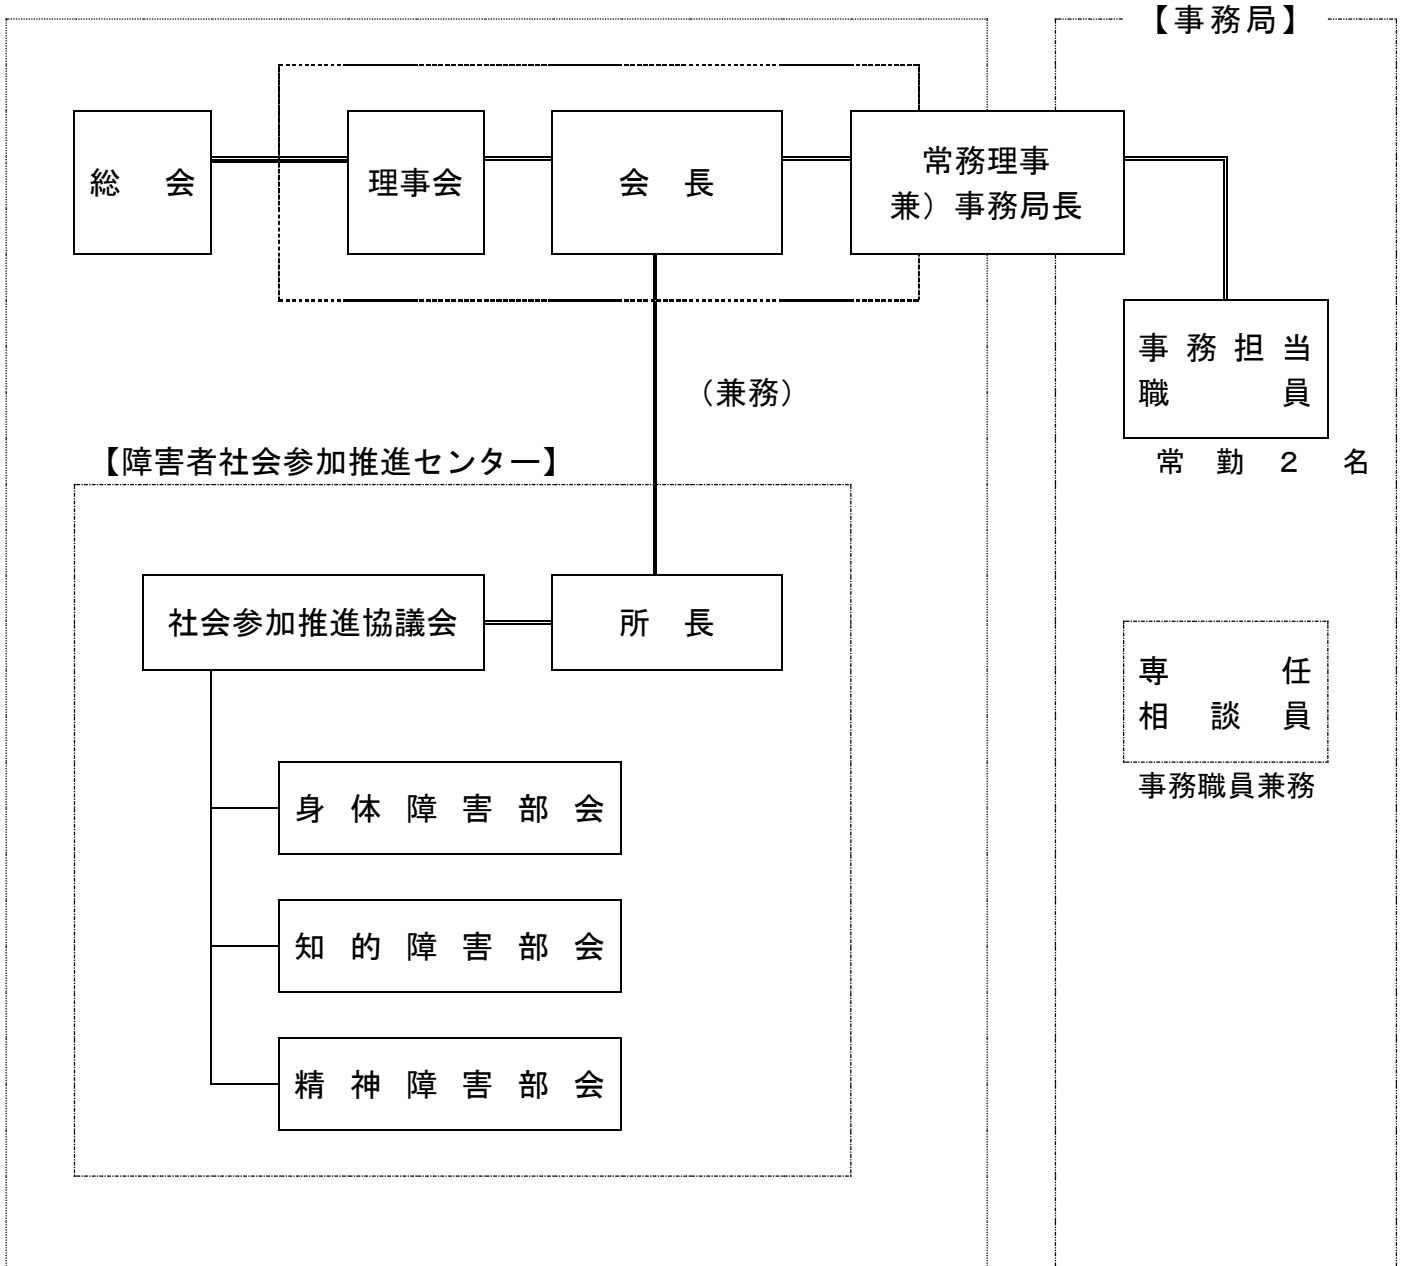 【事務局】
総　会
理事会
会　長
常務理事
兼）事務局長
事務担当
職員
常勤２名
（兼務）
【障害者社会参加推進センター】
社会参加推進協議会
所　長
専任
相談員
事務職員兼務
身体障害部会
知的障害部会
精神障害部会